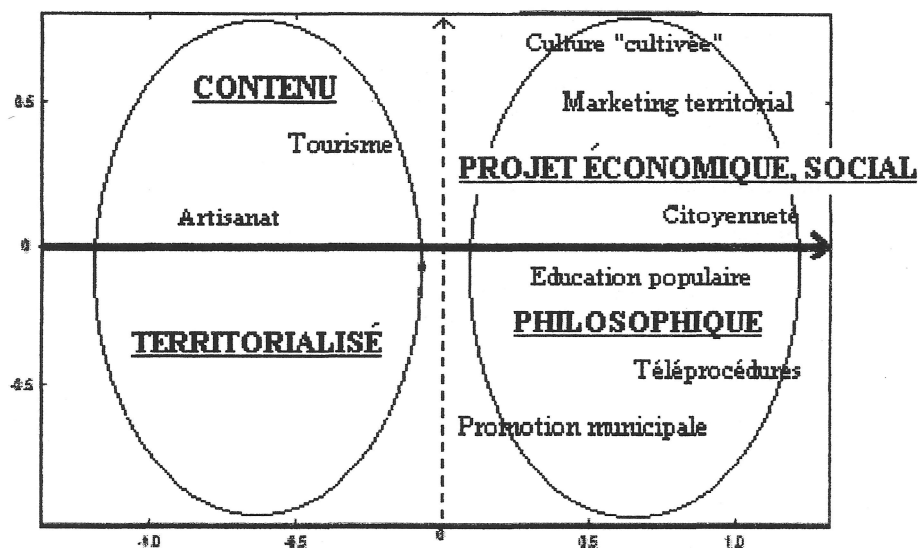 Culture "cultivée"
CONTENU
0.5
Marketing territorial
Tourisme
PROJET ÉCONOMIQUE, SOCIAL
Artisanat
Citoyenneté
0
Education populaire
PHILOSOPHIQUE
TERRITORIALISÉ
Téléprocédures
-0.5
Promotion municipale
-1.0 -0.5 0 0.5 1.0